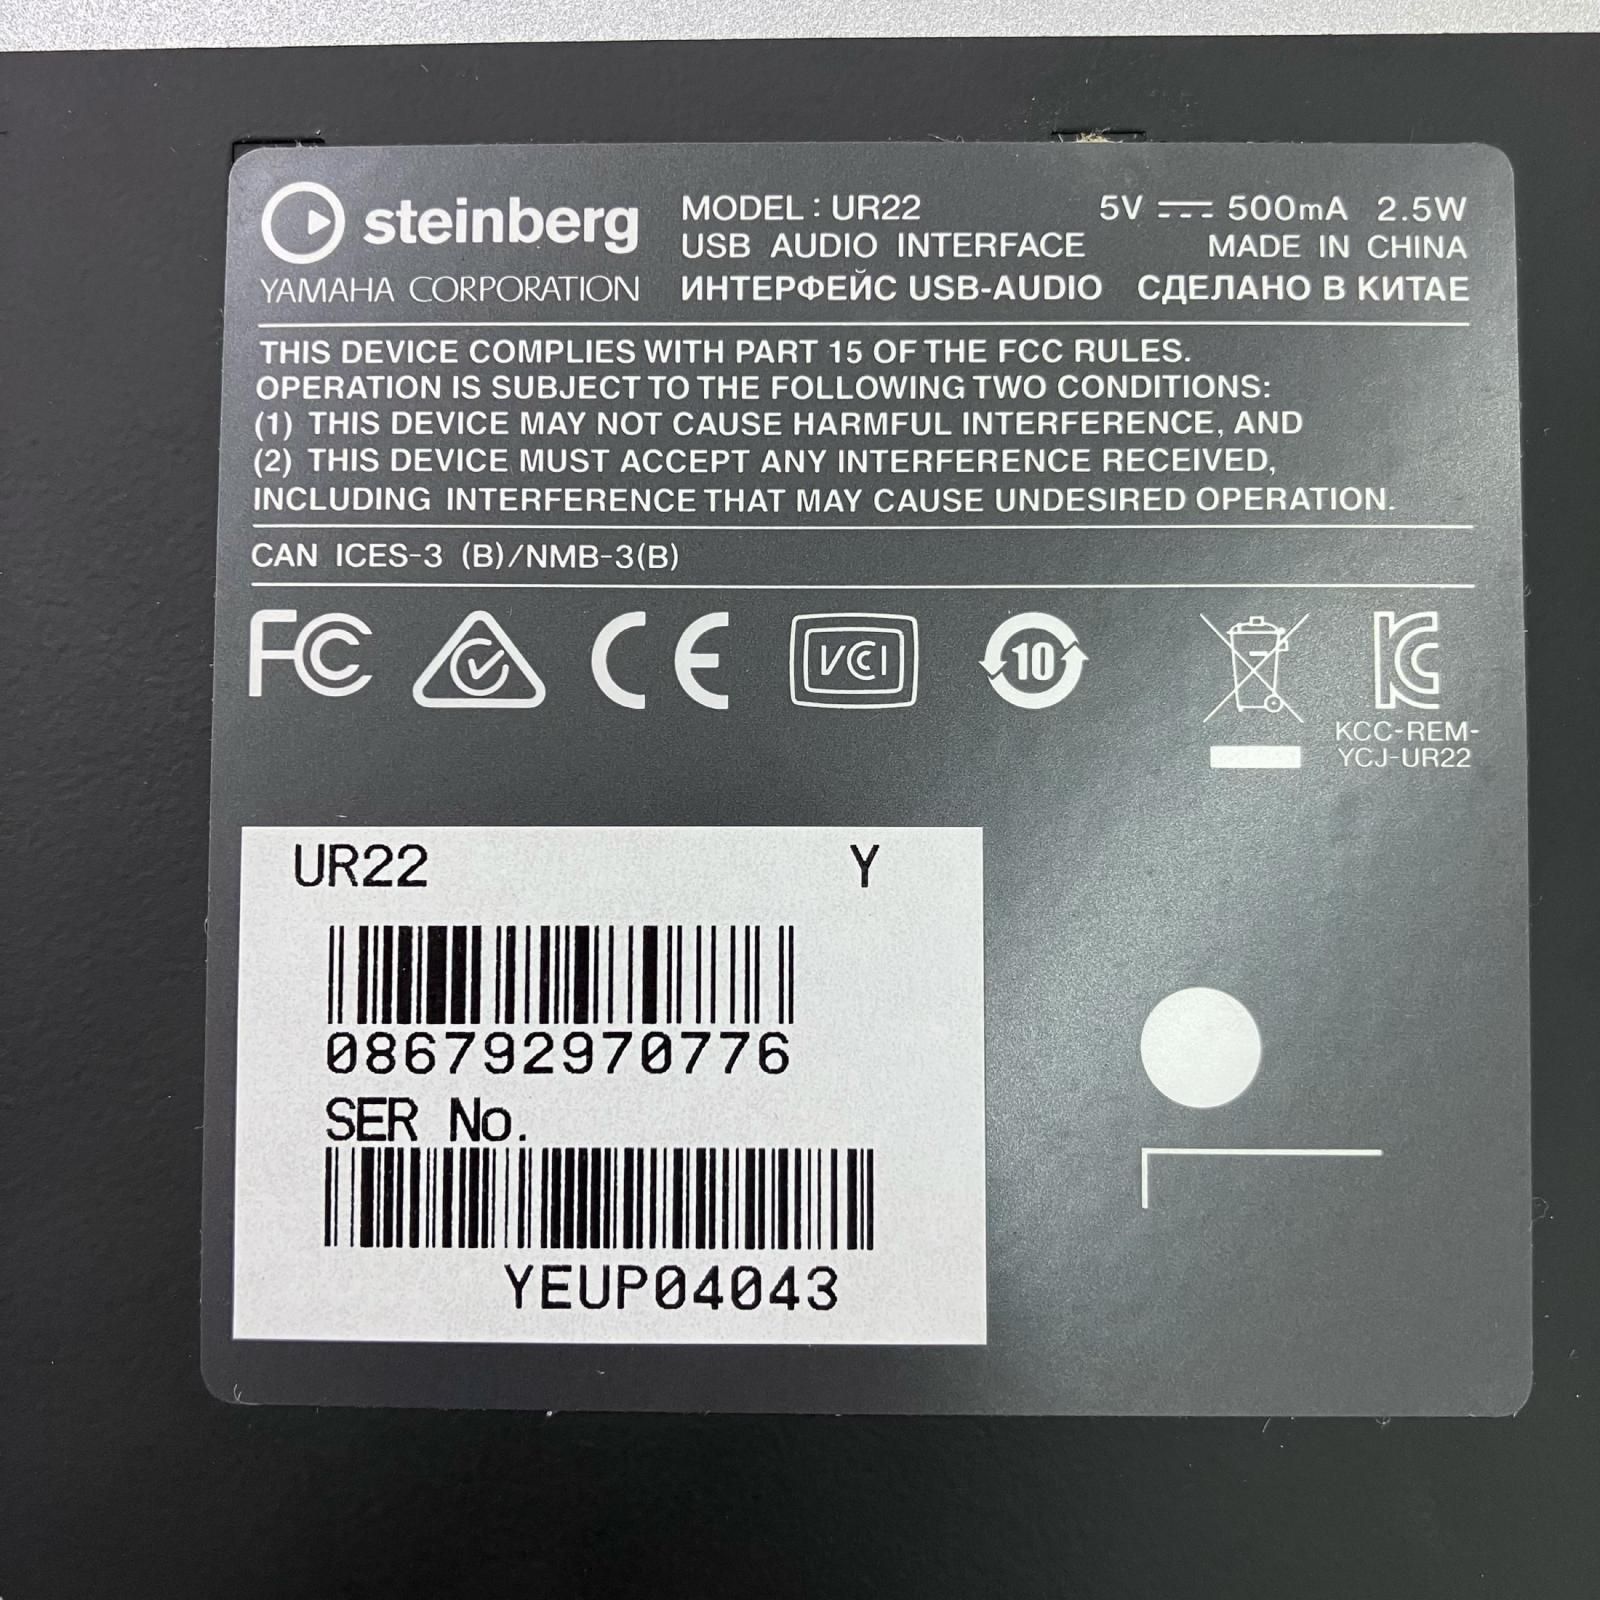 steinberg
YAMAHA CORPORATION
MODEL : UR22 5V 500mA 2.5W
USB AUDIO INTERFACE MADE IN CHINA
ИНТЕРФЕЙС USB-AUDIO СДЕЛАНО В КИТАЕ
THIS DEVICE COMPLIES WITH PART 15 OF THE FCC RULES.
OPERATION IS SUBJECT TO THE FOLLOWING TWO CONDITIONS:
(1) THIS DEVICE MAY NOT CAUSE HARMFUL INTERFERENCE, AND
(2) THIS DEVICE MUST ACCEPT ANY INTERFERENCE RECEIVED,
INCLUDING INTERFERENCE THAT MAY CAUSE UNDESIRED OPERATION.
CAN ICES-3 (B)/NMB-3(B)
FC CE VCI 10 KC
KCC-REM-
YCJ-UR22
UR22 Y
086792970776
SER No.
YEUP04043